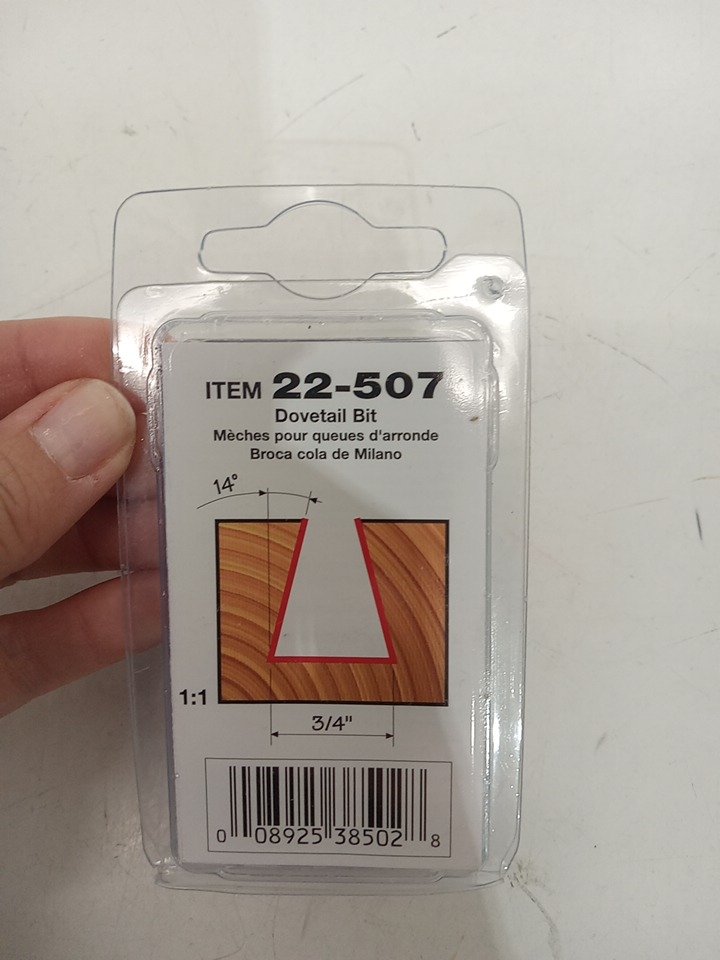 ITEM 22-507
Dovetail Bit
Mèches pour queues d'arronde
Broca cola de Milano
14°
1:1
3/4"
0 08925 38502 8